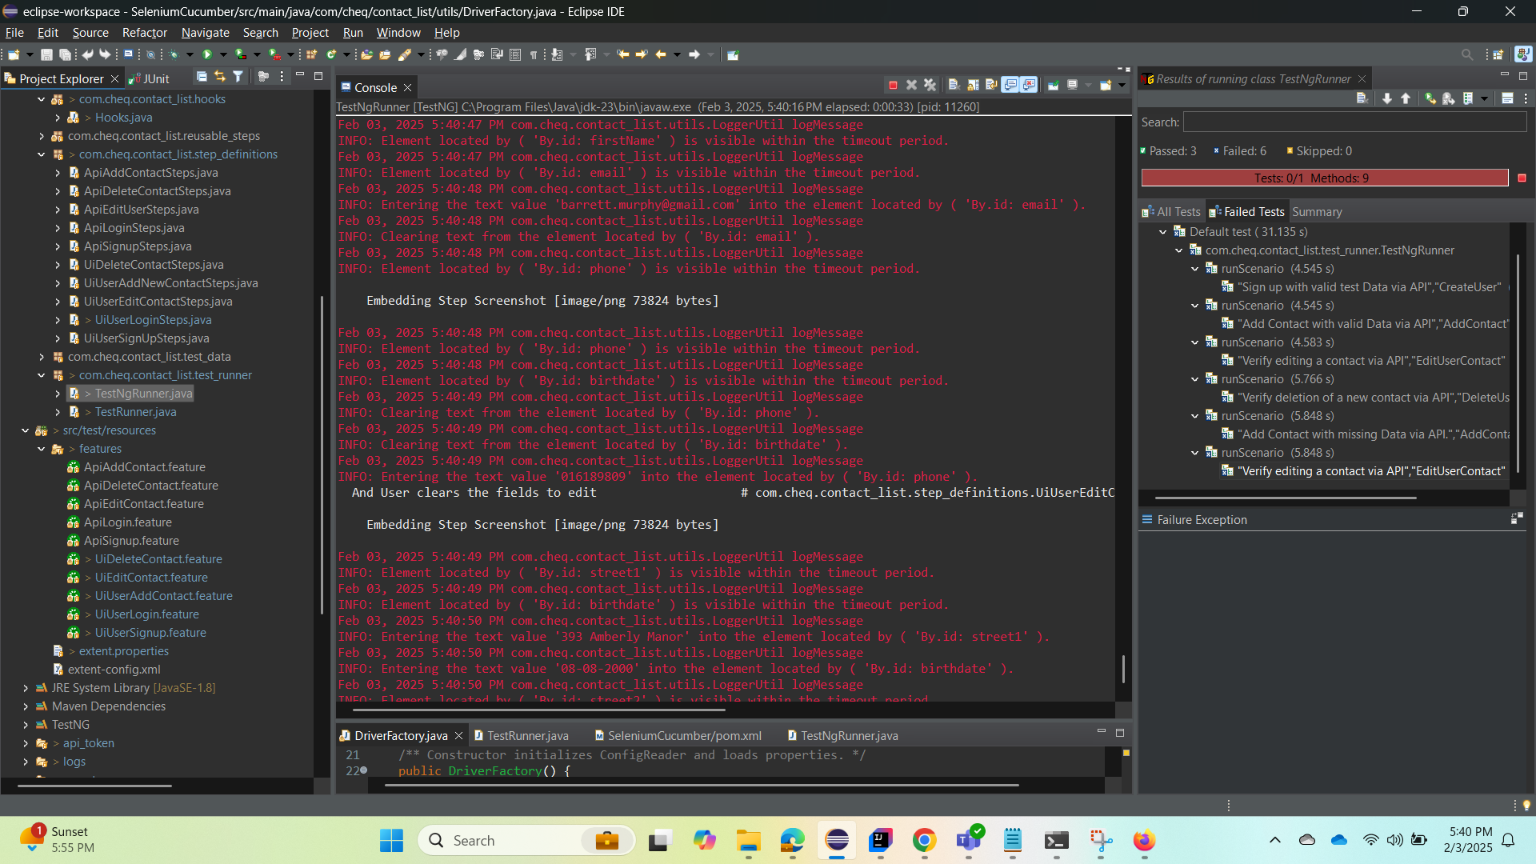 eclipse-workspace - SeleniumCucumber/src/main/java/com/cheq/contact_list/utils/DriverFactory.java - Eclipse IDE
File Edit Source Refactor Navigate Search Project Run Window Help
Project Explorer
JUnit
> com.cheq.contact_list.hooks
> Hooks.java
com.cheq.contact_list.reusable_steps
> com.cheq.contact_list.step_definitions
ApiAddContactSteps.java
ApiDeleteContactSteps.java
ApiEditUserSteps.java
ApiLoginSteps.java
ApiSignupSteps.java
UiDeleteContactSteps.java
UiUserAddNewContactSteps.java
UiUserEditContactSteps.java
> UiUserLoginSteps.java
UiUserSignUpSteps.java
com.cheq.contact_list.test_data
> com.cheq.contact_list.test_runner
> TestNgRunner.java
> TestRunner.java
> src/test/resources
> features
ApiAddContact.feature
ApiDeleteContact.feature
ApiEditContact.feature
ApiLogin.feature
ApiSignup.feature
> UiDeleteContact.feature
> UiEditContact.feature
> UiUserAddContact.feature
> UiUserLogin.feature
> UiUserSignup.feature
> extent.properties
extent-config.xml
JRE System Library [JavaSE-1.8]
Maven Dependencies
TestNG
> api_token
> logs
Console
TestNgRunner [TestNG] C:\Program Files\Java\jdk-23\bin\javaw.exe (Feb 3, 2025, 5:40:16 PM elapsed: 0:00:33) [pid: 11260]
Feb 03, 2025 5:40:47 PM com.cheq.contact_list.utils.LoggerUtil logMessage
INFO: Element located by ( 'By.id: firstName' ) is visible within the timeout period.
Feb 03, 2025 5:40:47 PM com.cheq.contact_list.utils.LoggerUtil logMessage
INFO: Element located by ( 'By.id: email' ) is visible within the timeout period.
Feb 03, 2025 5:40:48 PM com.cheq.contact_list.utils.LoggerUtil logMessage
INFO: Entering the text value 'barrett.murphy@gmail.com' into the element located by ( 'By.id: email' ).
Feb 03, 2025 5:40:48 PM com.cheq.contact_list.utils.LoggerUtil logMessage
INFO: Clearing text from the element located by ( 'By.id: email' ).
Feb 03, 2025 5:40:48 PM com.cheq.contact_list.utils.LoggerUtil logMessage
INFO: Element located by ( 'By.id: phone' ) is visible within the timeout period.
Embedding Step Screenshot [image/png 73824 bytes]
Feb 03, 2025 5:40:48 PM com.cheq.contact_list.utils.LoggerUtil logMessage
INFO: Element located by ( 'By.id: phone' ) is visible within the timeout period.
Feb 03, 2025 5:40:48 PM com.cheq.contact_list.utils.LoggerUtil logMessage
INFO: Element located by ( 'By.id: birthdate' ) is visible within the timeout period.
Feb 03, 2025 5:40:49 PM com.cheq.contact_list.utils.LoggerUtil logMessage
INFO: Clearing text from the element located by ( 'By.id: phone' ).
Feb 03, 2025 5:40:49 PM com.cheq.contact_list.utils.LoggerUtil logMessage
INFO: Clearing text from the element located by ( 'By.id: birthdate' ).
Feb 03, 2025 5:40:49 PM com.cheq.contact_list.utils.LoggerUtil logMessage
INFO: Entering the text value '016189809' into the element located by ( 'By.id: phone' ).
And User clears the fields to edit # com.cheq.contact_list.step_definitions.UiUserEditC
Embedding Step Screenshot [image/png 73824 bytes]
Feb 03, 2025 5:40:49 PM com.cheq.contact_list.utils.LoggerUtil logMessage
INFO: Element located by ( 'By.id: street1' ) is visible within the timeout period.
Feb 03, 2025 5:40:49 PM com.cheq.contact_list.utils.LoggerUtil logMessage
INFO: Element located by ( 'By.id: birthdate' ) is visible within the timeout period.
Feb 03, 2025 5:40:50 PM com.cheq.contact_list.utils.LoggerUtil logMessage
INFO: Entering the text value '393 Amberly Manor' into the element located by ( 'By.id: street1' ).
Feb 03, 2025 5:40:50 PM com.cheq.contact_list.utils.LoggerUtil logMessage
INFO: Entering the text value '08-08-2000' into the element located by ( 'By.id: birthdate' ).
Feb 03, 2025 5:40:50 PM com.cheq.contact_list.utils.LoggerUtil logMessage
INFO: Element located by ( 'By.id: street2' ) is visible within the timeout period.
DriverFactory.java
TestRunner.java
SeleniumCucumber/pom.xml
TestNgRunner.java
21 /** Constructor initializes ConfigReader and loads properties. */
22 public DriverFactory() {
Results of running class TestNgRunner
Search:
Passed: 3 Failed: 6 Skipped: 0
Tests: 0/1 Methods: 9
All Tests Failed Tests Summary
Default test ( 31.135 s)
com.cheq.contact_list.test_runner.TestNgRunner
runScenario (4.545 s)
"Sign up with valid test Data via API","CreateUser" (
runScenario (4.545 s)
"Add Contact with valid Data via API","AddContact"
runScenario (4.583 s)
"Verify editing a contact via API","EditUserContact"
runScenario (5.766 s)
"Verify deletion of a new contact via API","DeleteUs
runScenario (5.848 s)
"Add Contact with missing Data via API.","AddConta
runScenario (5.848 s)
"Verify editing a contact via API","EditUserContact"
Failure Exception
1
Sunset
5:55 PM
Search
5:40 PM
2/3/2025